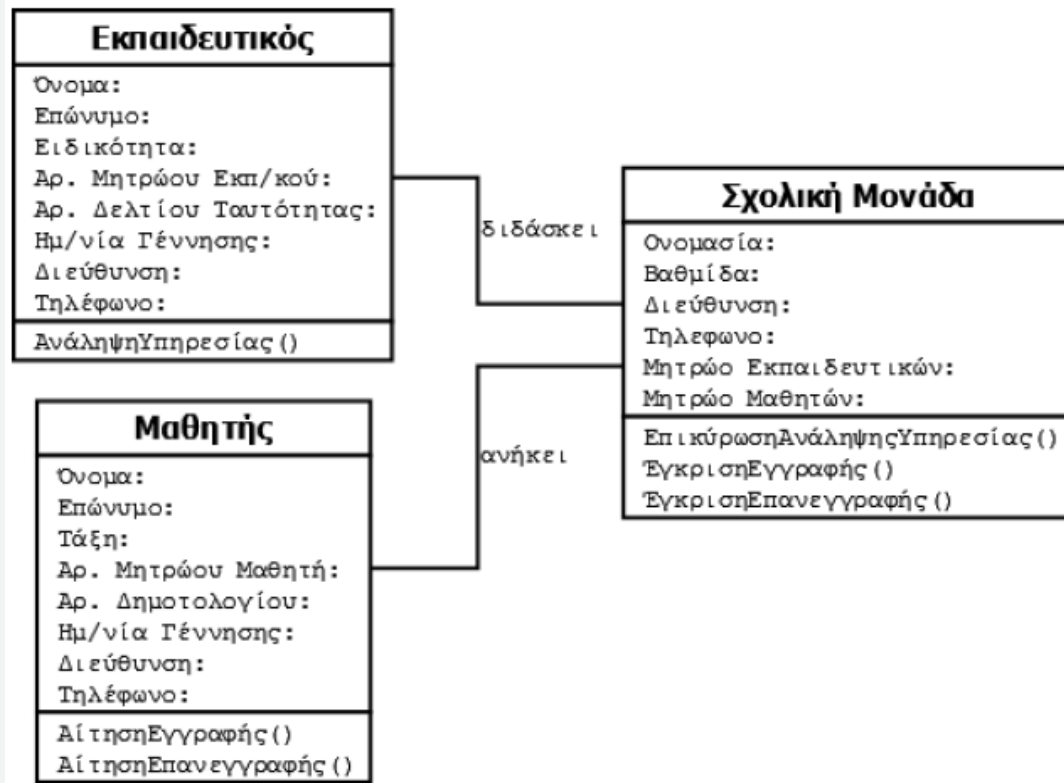 Εκπαιδευτικός
Όνομα:
Επώνυμο:
Ειδικότητα:
Αρ. Μητρώου Εκπ/κού:
Αρ. Δελτίου Ταυτότητας:
Ημ/νία Γέννησης:
Διεύθυνση:
Τηλέφωνο:
ΑνάληψηΥπηρεσίας()
διδάσκει
Σχολική Μονάδα
Ονομασία:
Βαθμίδα:
Διεύθυνση:
Τηλεφωνο:
Μητρώο Εκπαιδευτικών:
Μητρώο Μαθητών:
ΕπικύρωσηΑνάληψηςΥπηρεσίας()
ΈγκρισηΕγγραφής()
ΈγκρισηΕπανεγγραφής()
ανήκει
Μαθητής
Όνομα:
Επώνυμο:
Τάξη:
Αρ. Μητρώου Μαθητή:
Αρ. Δημοτολογίου:
Ημ/νία Γέννησης:
Διεύθυνση:
Τηλέφωνο:
ΑίτησηΕγγραφής()
ΑίτησηΕπανεγγραφής()